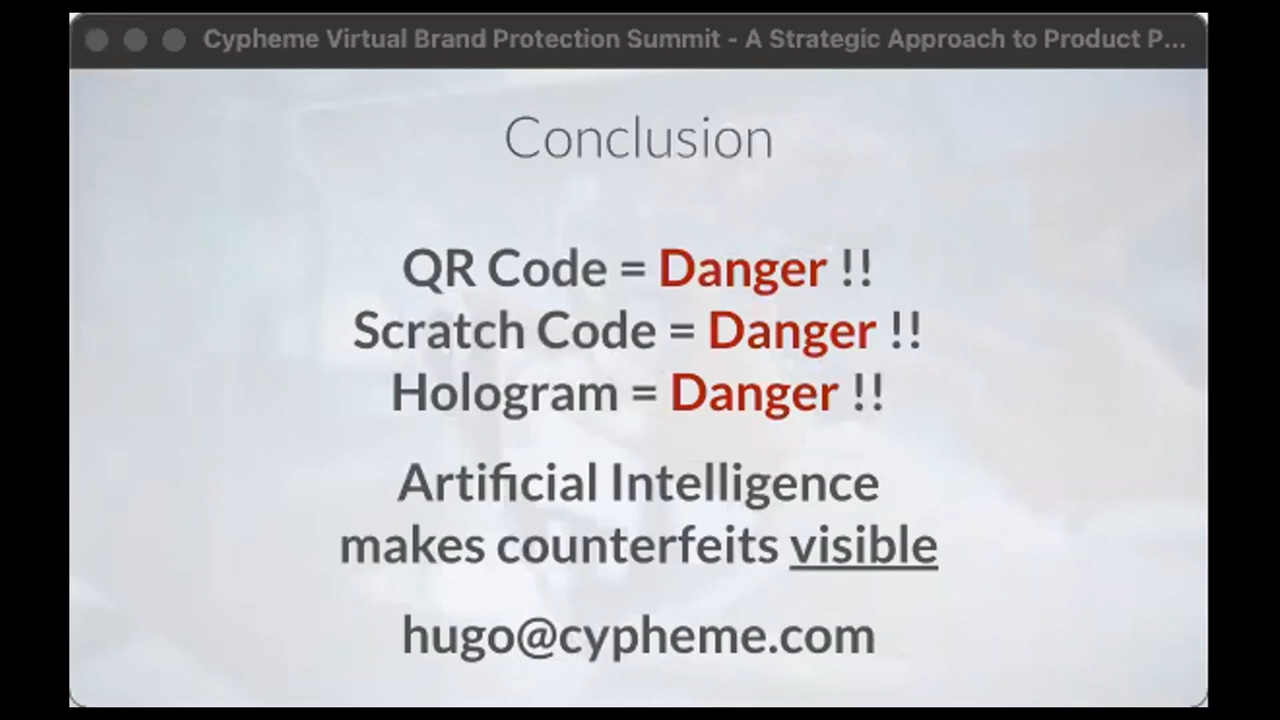 Cypheme Virtual Brand Protection Summit - A Strategic Approach to Product P...
Conclusion
QR Code = Danger !!
Scratch Code = Danger !!
Hologram = Danger !!
Artificial Intelligence
makes counterfeits visible
hugo@cypheme.com